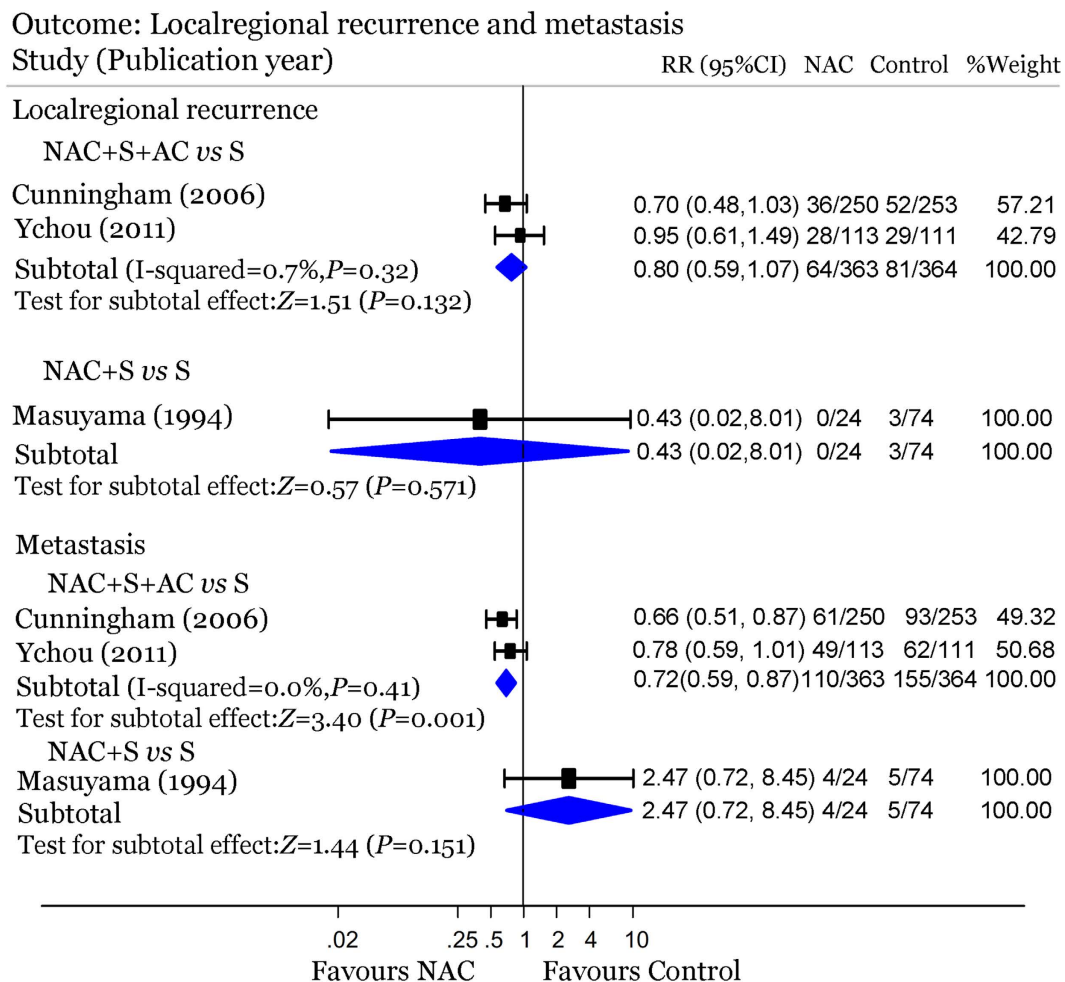 Outcome: Localregional recurrence and metastasis
Study (Publication year) RR (95%CI) NAC Control %Weight
Localregional recurrence
NAC+S+AC vs S
Cunningham (2006) 0.70 (0.48,1.03) 36/250 52/253 57.21
Ychou (2011) 0.95 (0.61,1.49) 28/113 29/111 42.79
Subtotal (I-squared=0.7%,P=0.32) 0.80 (0.59,1.07) 64/363 81/364 100.00
Test for subtotal effect:Z=1.51 (P=0.132)
NAC+S vs S
Masuyama (1994) 0.43 (0.02,8.01) 0/24 3/74 100.00
Subtotal 0.43 (0.02,8.01) 0/24 3/74 100.00
Test for subtotal effect:Z=0.57 (P=0.571)
Metastasis
NAC+S+AC vs S
Cunningham (2006) 0.66 (0.51, 0.87) 61/250 93/253 49.32
Ychou (2011) 0.78 (0.59, 1.01) 49/113 62/111 50.68
Subtotal (I-squared=0.0%,P=0.41) 0.72(0.59, 0.87) 110/363 155/364 100.00
Test for subtotal effect:Z=3.40 (P=0.001)
NAC+S vs S
Masuyama (1994) 2.47 (0.72, 8.45) 4/24 5/74 100.00
Subtotal 2.47 (0.72, 8.45) 4/24 5/74 100.00
Test for subtotal effect:Z=1.44 (P=0.151)
.02 .25 .5 1 2 4 10
Favours NAC Favours Control